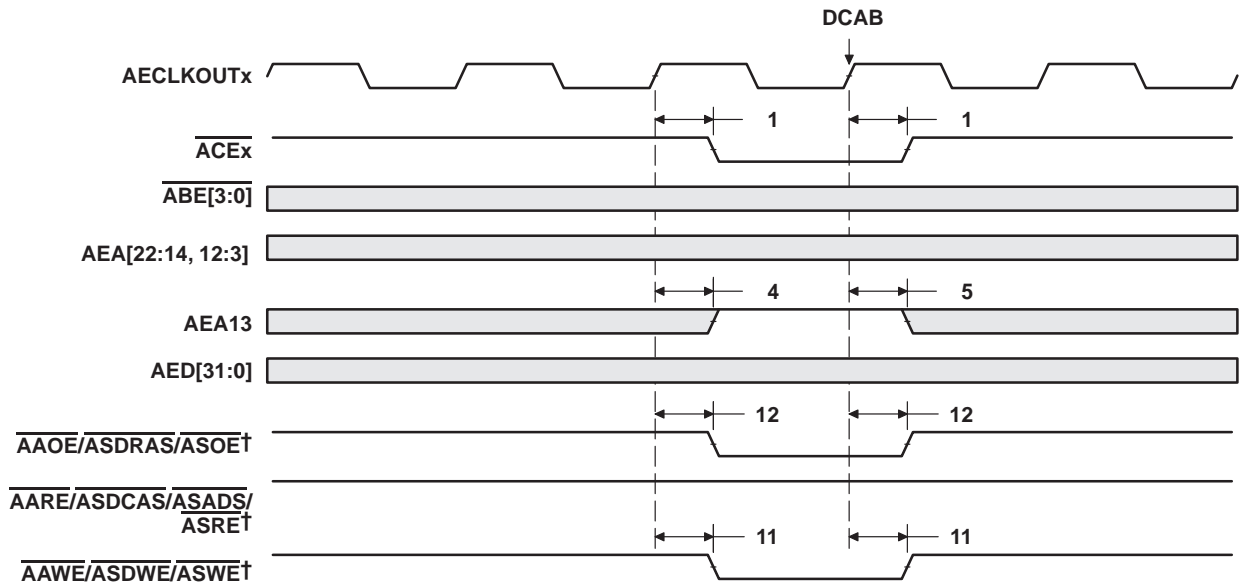 DCAB
AECLKOUTx
1 1
ACEx
ABE[3:0]
AEA[22:14, 12:3]
4 5
AEA13
AED[31:0]
12 12
AAOE/ASDRAS/ASOE†
AARE/ASDCAS/ASADS/
ASRE†
11 11
AAWE/ASDWE/ASWE†